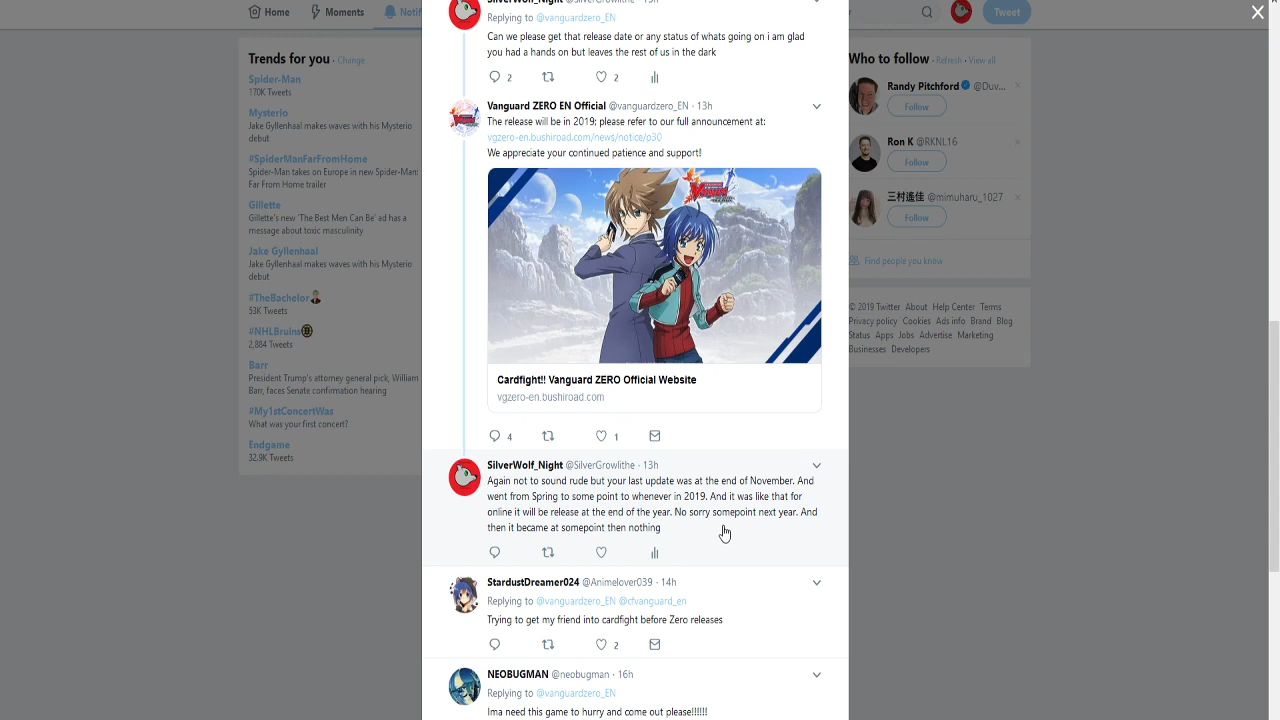 Home
Moments
Notif
Tweet
Trends for you · Change
Spider-Man
170K Tweets
Mysterio
Jake Gyllenhaal makes waves with his Mysterio
debut
#SpiderManFarFromHome
Spider-Man takes on Europe in new Spider-Man:
Far From Home trailer
Gillette
Gillette's new 'The Best Men Can Be' ad has a
message about toxic masculinity
Jake Gyllenhaal
Jake Gyllenhaal makes waves with his Mysterio
debut
#TheBachelor
53K Tweets
#NHLBruins
2,884 Tweets
Barr
President Trump's attorney general pick, William
Barr, faces Senate confirmation hearing
#My1stConcertWas
What was your first concert?
Endgame
32.9K Tweets
SilverWolf_Night @SilverGrowlithe · 13h
Replying to @vanguardzero_EN
Can we please get that release date or any status of whats going on i am glad
you had a hands on but leaves the rest of us in the dark
2 2
Vanguard ZERO EN Official @vanguardzero_EN · 13h
The release will be in 2019; please refer to our full announcement at:
vgzero-en.bushiroad.com/news/notice/p30
We appreciate your continued patience and support!
VANGUARD
Cardfight!! Vanguard ZERO Official Website
vgzero-en.bushiroad.com
4 1
SilverWolf_Night @SilverGrowlithe · 13h
Again not to sound rude but your last update was at the end of November. And
went from Spring to some point to whenever in 2019. And it was like that for
online it will be release at the end of the year. No sorry somepoint next year. And
then it became at somepoint then nothing
StardustDreamer024 @Animelover039 · 14h
Replying to @vanguardzero_EN @cfvanguard_en
Trying to get my friend into cardfight before Zero releases
2
NEOBUGMAN @neobugman · 16h
Replying to @vanguardzero_EN
Ima need this game to hurry and come out please!!!!!!
Who to follow · Refresh · View all
Randy Pitchford @Duv...
Follow
Ron K @RKNL16
Follow
三村遙佳 @mimuharu_1027
Follow
Find people you know
© 2019 Twitter About Help Center Terms
Privacy policy Cookies Ads info Brand Blog
Status Apps Jobs Advertise Marketing
Businesses Developers